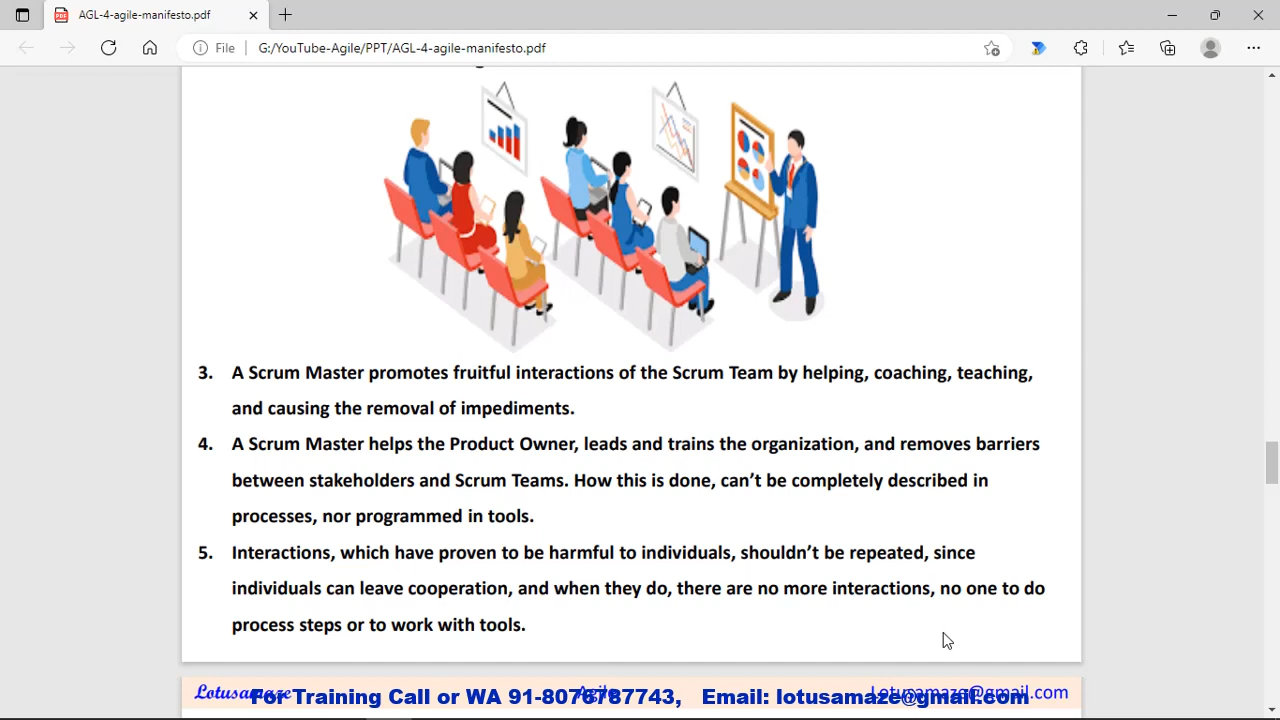 AGL-4-agile-manifesto.pdf
File
G:/YouTube-Agile/PPT/AGL-4-agile-manifesto.pdf
3. A Scrum Master promotes fruitful interactions of the Scrum Team by helping, coaching, teaching,
and causing the removal of impediments.
4. A Scrum Master helps the Product Owner, leads and trains the organization, and removes barriers
between stakeholders and Scrum Teams. How this is done, can't be completely described in
processes, nor programmed in tools.
5. Interactions, which have proven to be harmful to individuals, shouldn't be repeated, since
individuals can leave cooperation, and when they do, there are no more interactions, no one to do
process steps or to work with tools.
Lotusamaze Agile Lotusamaze@gmail.com
For Training Call or WA 91-8076787743, Email: lotusamaze@gmail.com